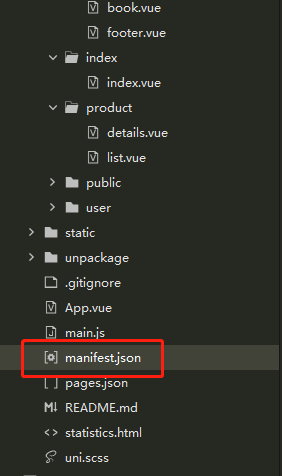 book.vue
footer.vue
index
index.vue
product
details.vue
list.vue
public
user
static
unpackage
.gitignore
App.vue
main.js
manifest.json
pages.json
README.md
statistics.html
uni.scss